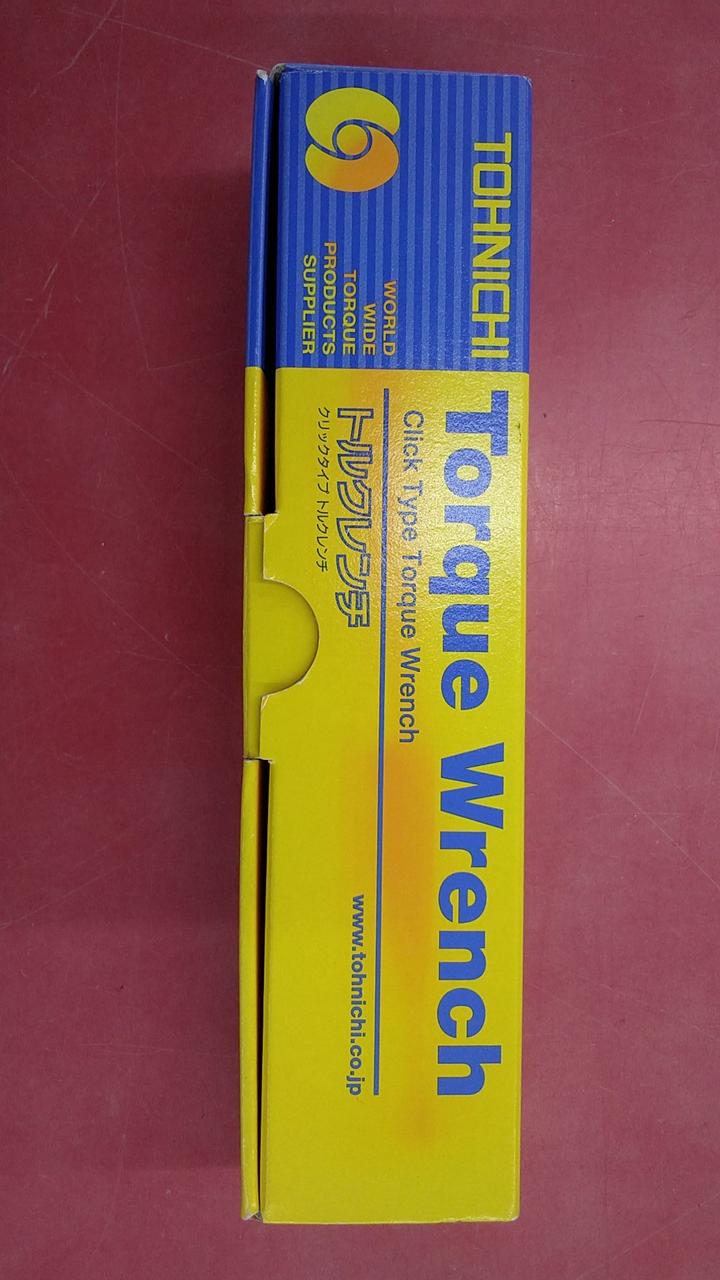 TOHNICHI
WORLD
WIDE
TORQUE
PRODUCTS
SUPPLIER
Torque Wrench
Click Type Torque Wrench
トルクレンチ
クリックタイプ トルクレンチ
www.tohnichi.co.jp